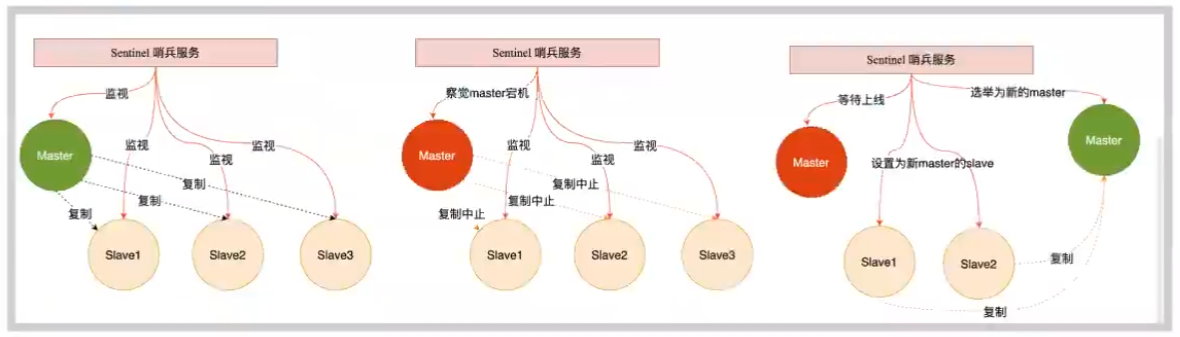 Sentinel 哨兵服务
监视
Master
监视
监视
监视
复制
复制
复制
Slave1
Slave2
Slave3
Sentinel 哨兵服务
察觉master宕机
Master
监视
监视
监视
复制中止
复制中止
复制中止
Slave1
Slave2
Slave3
Sentinel 哨兵服务
等待上线
选举为新的master
Master
Master
设置为新master的slave
Slave1
Slave2
复制
复制